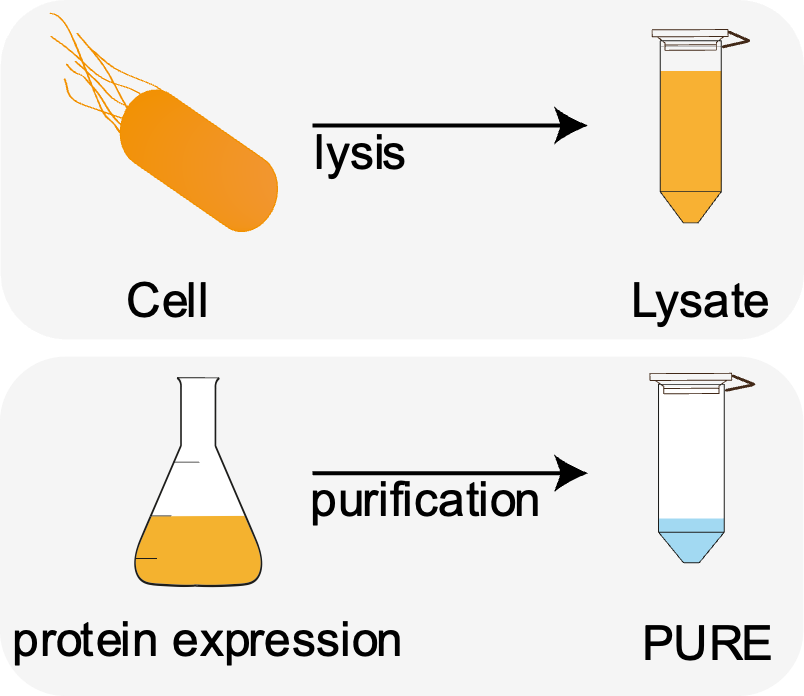 lysis
Cell
Lysate
purification
protein expression
PURE